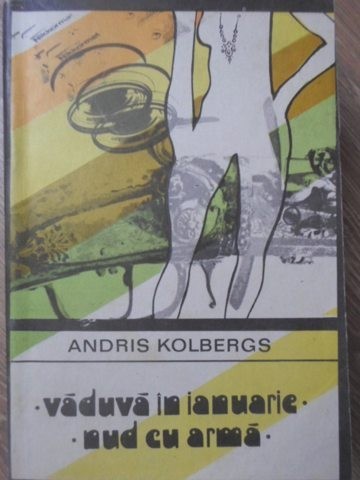 ANDRIS KOLBERGS
· văduvă în ianuarie ·
· nud cu armă ·